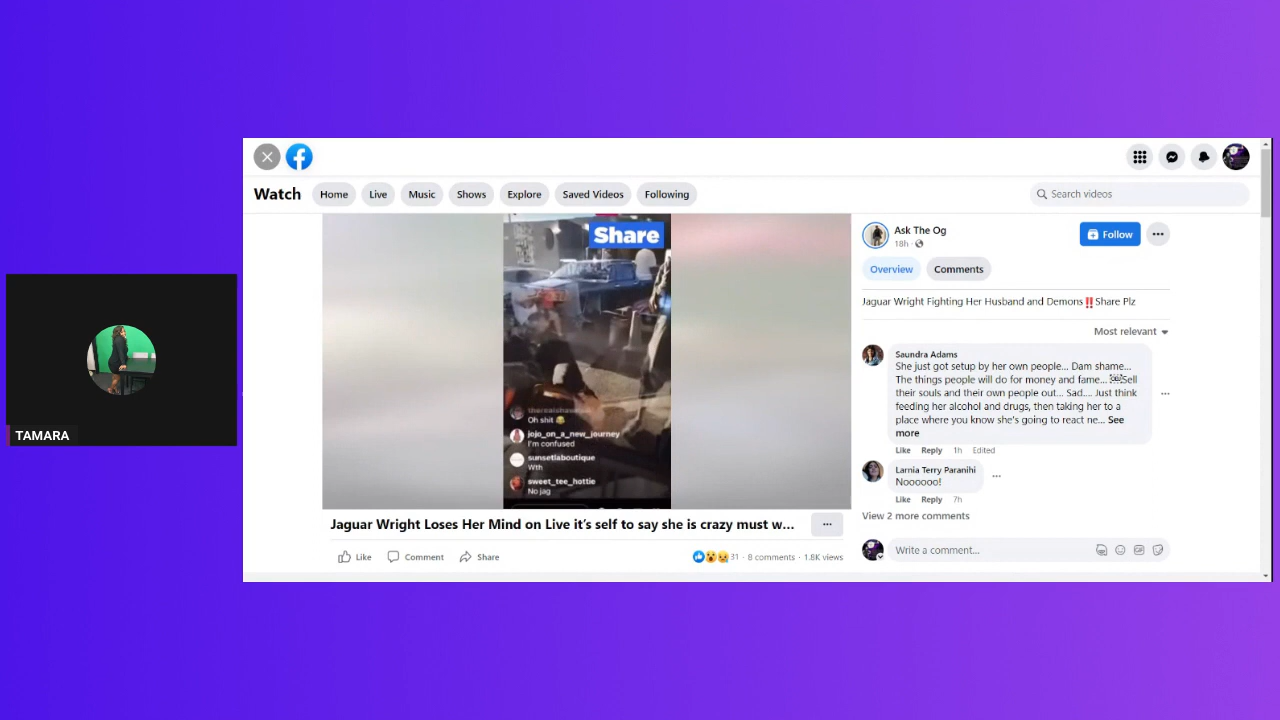 Watch
Home
Live
Music
Shows
Explore
Saved Videos
Following
Search videos
Share
Oh shit 😂
jojo_on_a_new_journey
I'm confused
sunsetlaboutique
Wth
sweet_tee_hottie
No jag
Jaguar Wright Loses Her Mind on Live it's self to say she is crazy must w...
Like
Comment
Share
31 · 8 comments · 1.8K views
Ask The Og
18h ·
Follow
Overview
Comments
Jaguar Wright Fighting Her Husband and Demons‼️Share Plz
Most relevant
Saundra Adams
She just got setup by her own people... Dam shame...
The things people will do for money and fame... ￼Sell
their souls and their own people out... Sad.... Just think
feeding her alcohol and drugs, then taking her to a
place where you know she's going to react ne... See
more
Like Reply 1h Edited
Larnia Terry Paranihi
Noooooo!
Like Reply 7h
View 2 more comments
Write a comment...
TAMARA